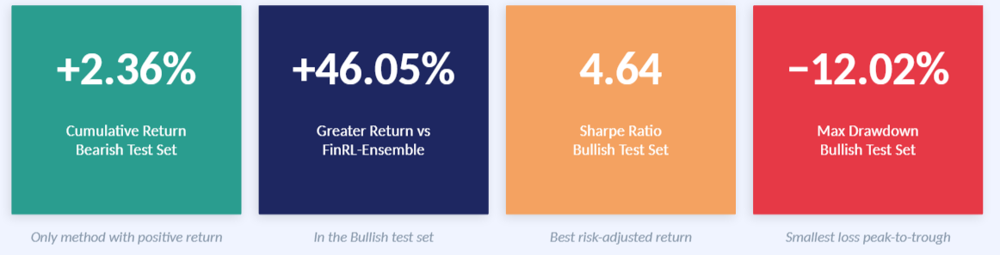 +2.36%
Cumulative Return
Bearish Test Set
Only method with positive return
+46.05%
Greater Return vs
FinRL-Ensemble
In the Bullish test set
4.64
Sharpe Ratio
Bullish Test Set
Best risk-adjusted return
−12.02%
Max Drawdown
Bullish Test Set
Smallest loss peak-to-trough